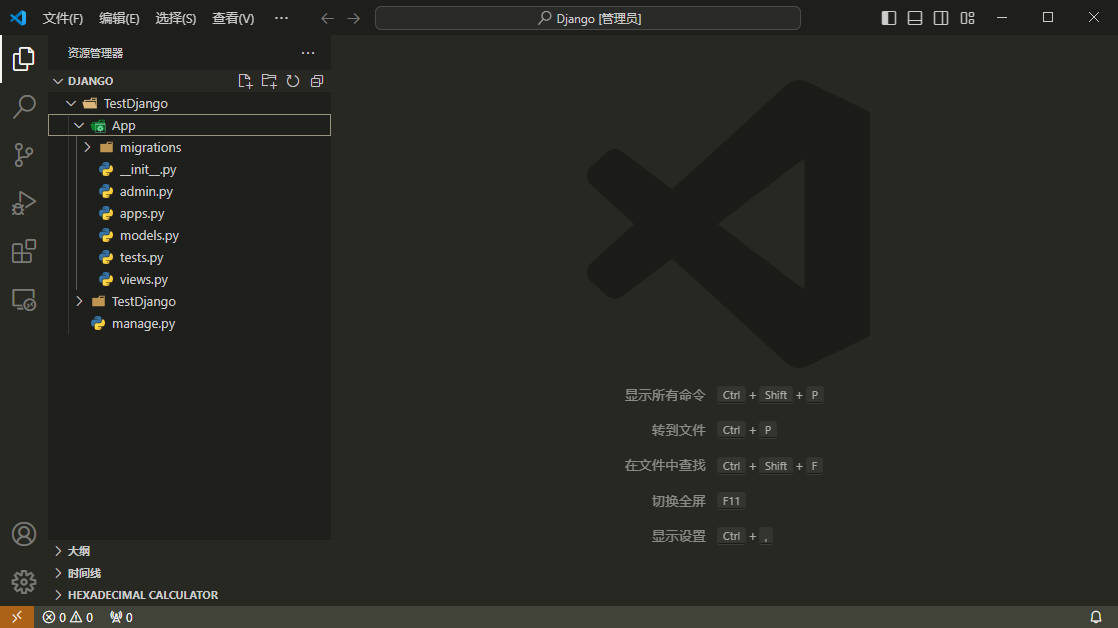 文件(F) 编辑(E) 选择(S) 查看(V) ··· Django [管理员]
资源管理器 ···
DJANGO
TestDjango
App
migrations
__init__.py
admin.py
apps.py
models.py
tests.py
views.py
TestDjango
manage.py
显示所有命令 Ctrl + Shift + P
转到文件 Ctrl + P
在文件中查找 Ctrl + Shift + F
切换全屏 F11
显示设置 Ctrl + ,
大纲
时间线
HEXADECIMAL CALCULATOR
0 0 0